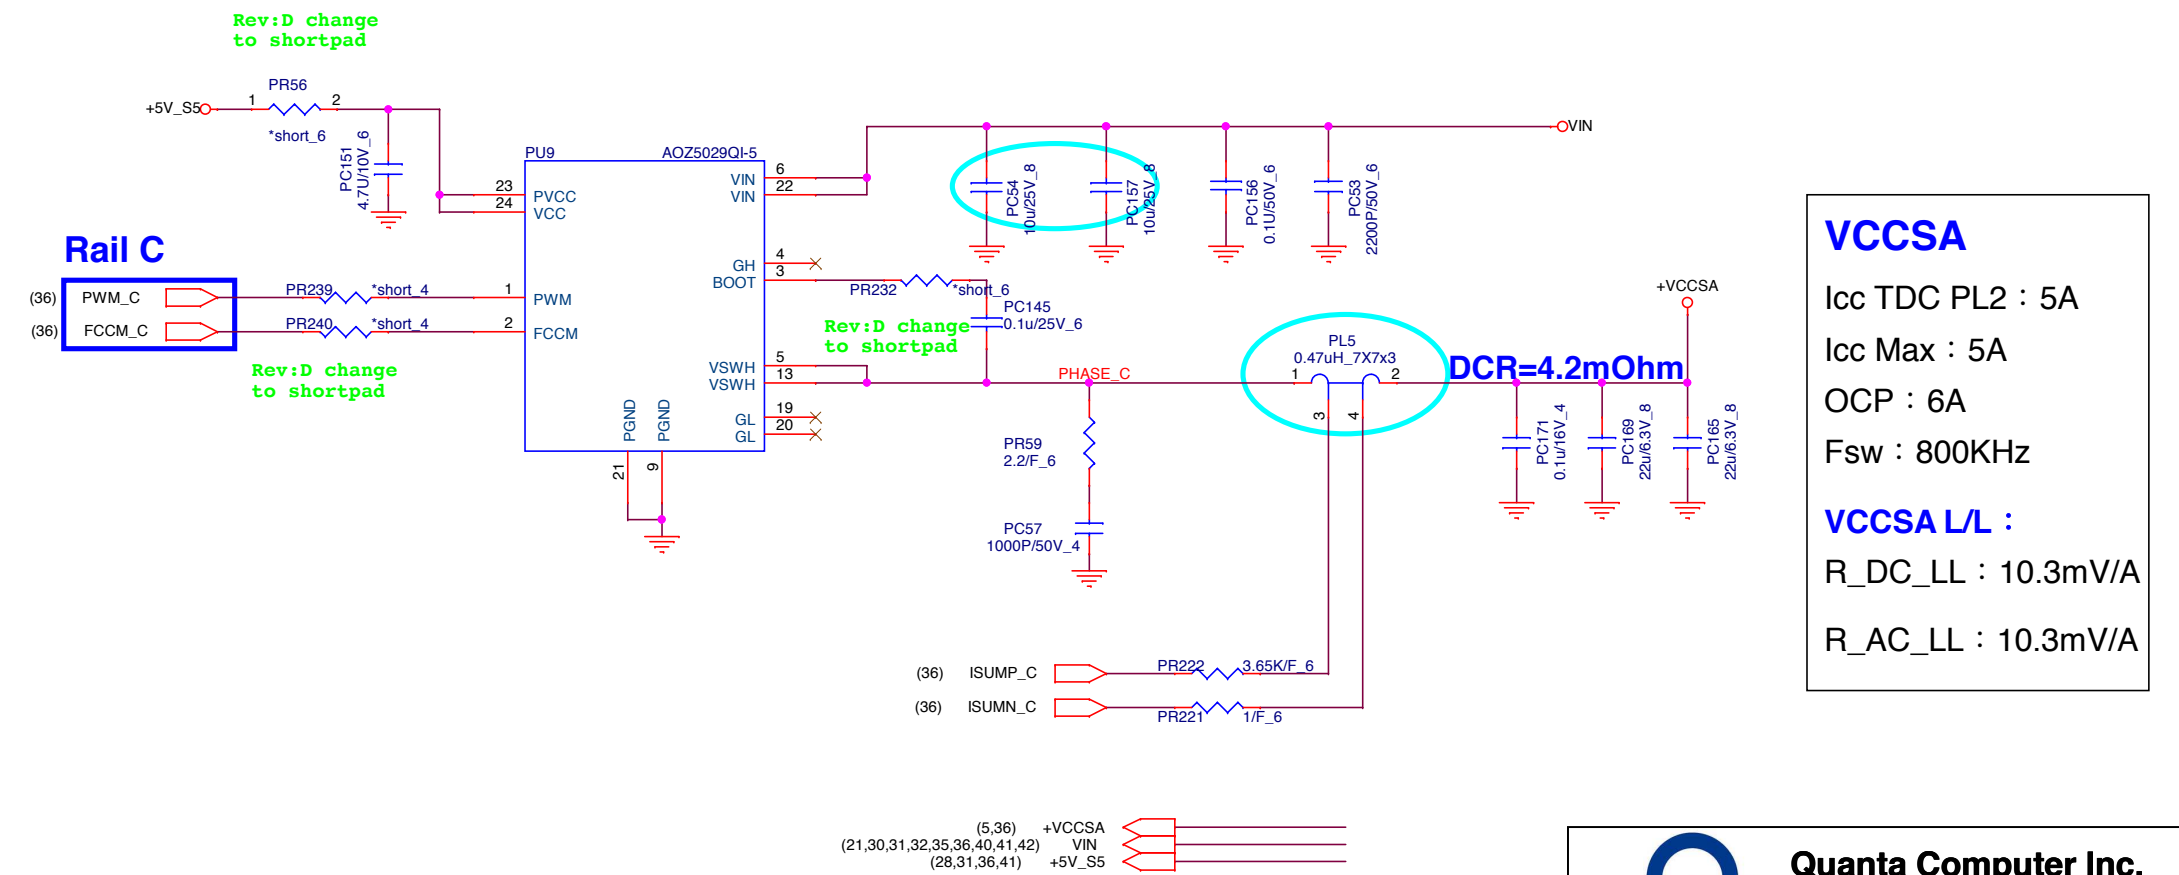 Rev:D change
to shortpad
+5V_S5
1
PR56
2
*short_6
PC151
4.7U/10V_6
PU9
AOZ5029QI-5
23
PVCC
24
VCC
VIN
6
VIN
22
VIN
PC54
10u/25V_8
PC157
10u/25V_8
PC156
0.1U/50V_6
PC53
2200P/50V_6
Rail C
(36)
PWM_C
PR239
*short_4
1
PWM
(36)
FCCM_C
PR240
*short_4
2
FCCM
Rev:D change
to shortpad
GH
4
BOOT
3
PR232
*short_6
PC145
0.1u/25V_6
Rev:D change
to shortpad
VSWH
5
VSWH
13
PHASE_C
GL
19
GL
20
PGND
PGND
21
9
PR59
2.2/F_6
PC57
1000P/50V_4
PL5
0.47uH_7X7x3
1
2
3
4
DCR=4.2mOhm
+VCCSA
PC171
0.1u/16V_4
PC169
22u/6.3V_8
PC165
22u/6.3V_8
(36)
ISUMP_C
PR222
3.65K/F_6
(36)
ISUMN_C
PR221
1/F_6
VCCSA
Icc TDC PL2：5A
Icc Max：5A
OCP：6A
Fsw：800KHz
VCCSA L/L：
R_DC_LL：10.3mV/A
R_AC_LL：10.3mV/A
(5,36) +VCCSA
(21,30,31,32,35,36,40,41,42) VIN
(28,31,36,41) +5V_S5
Quanta Computer Inc.